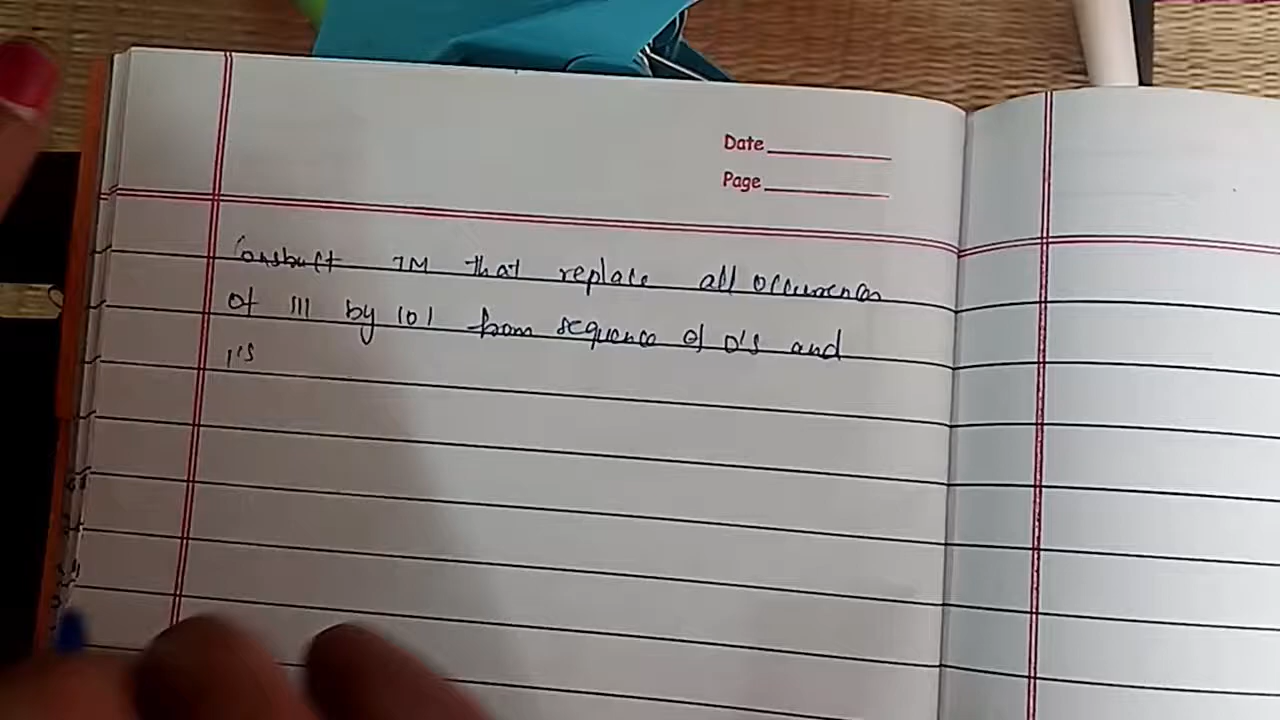 Date
Page
Construct TM that replace all occurrences
of 111 by 101 from sequence of 0's and
1's